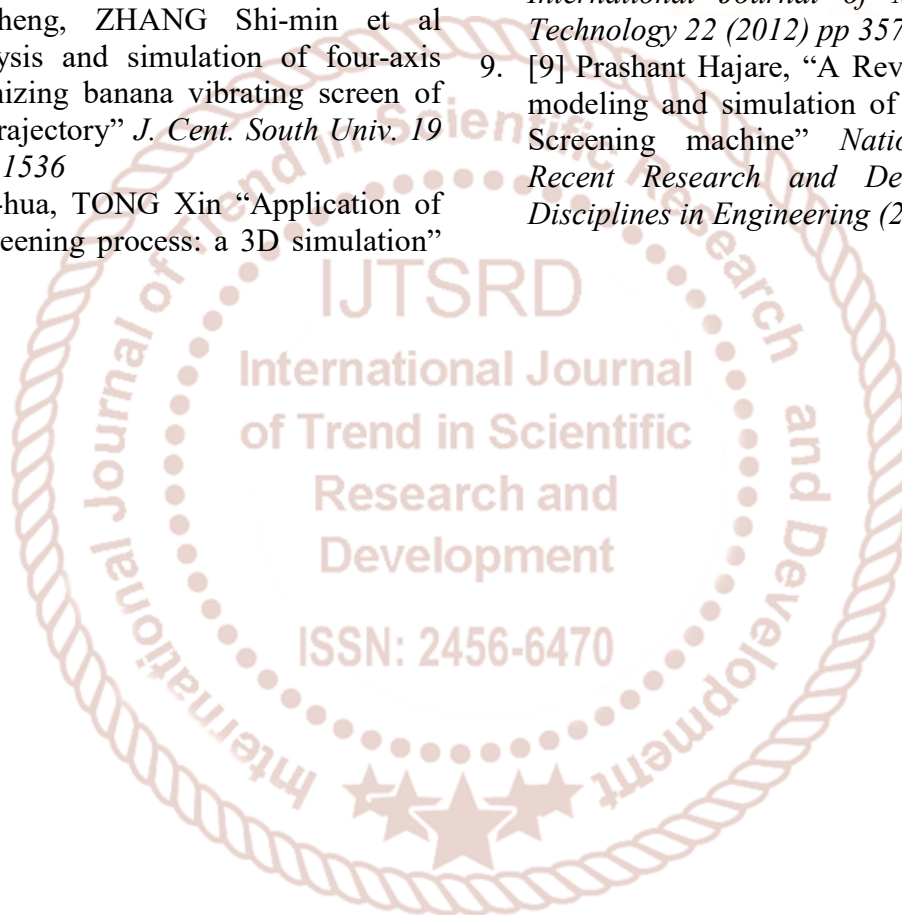 heng, ZHANG Shi-min et al
ysis and simulation of four-axis
nizing banana vibrating screen of
rajectory” J. Cent. South Univ. 19
1536
-hua, TONG Xin “Application of
eening process: a 3D simulation”
International Journal of
Technology 22 (2012) pp 357
9. [9] Prashant Hajare, “A Rev
modeling and simulation of
Screening machine” Natio
Recent Research and De
Disciplines in Engineering (2
International Journal of Trend in Scientific Research and Development
IJTSRD
International Journal
of Trend in Scientific
Research and
Development
ISSN: 2456-6470